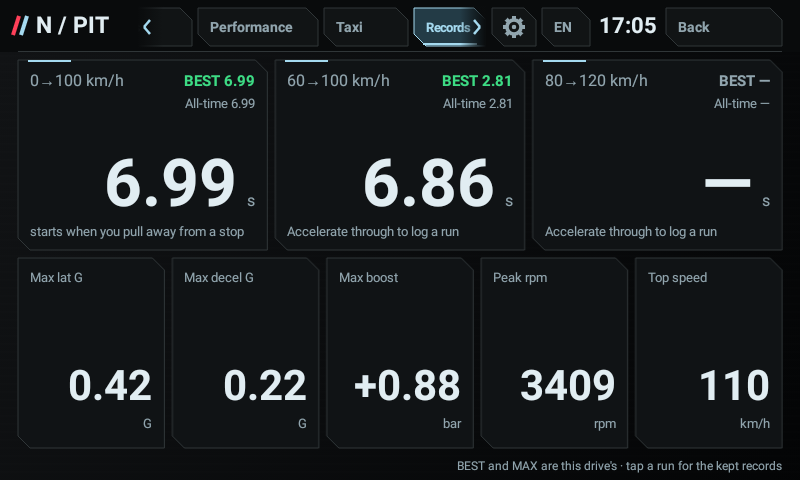 // N / PIT
Performance
Taxi
Records
EN
17:05
Back
0→100 km/h
BEST 6.99
All-time 6.99
6.99 s
starts when you pull away from a stop
60→100 km/h
BEST 2.81
All-time 2.81
6.86 s
Accelerate through to log a run
80→120 km/h
BEST —
All-time —
— s
Accelerate through to log a run
Max lat G
0.42
G
Max decel G
0.22
G
Max boost
+0.88
bar
Peak rpm
3409
rpm
Top speed
110
km/h
BEST and MAX are this drive's · tap a run for the kept records